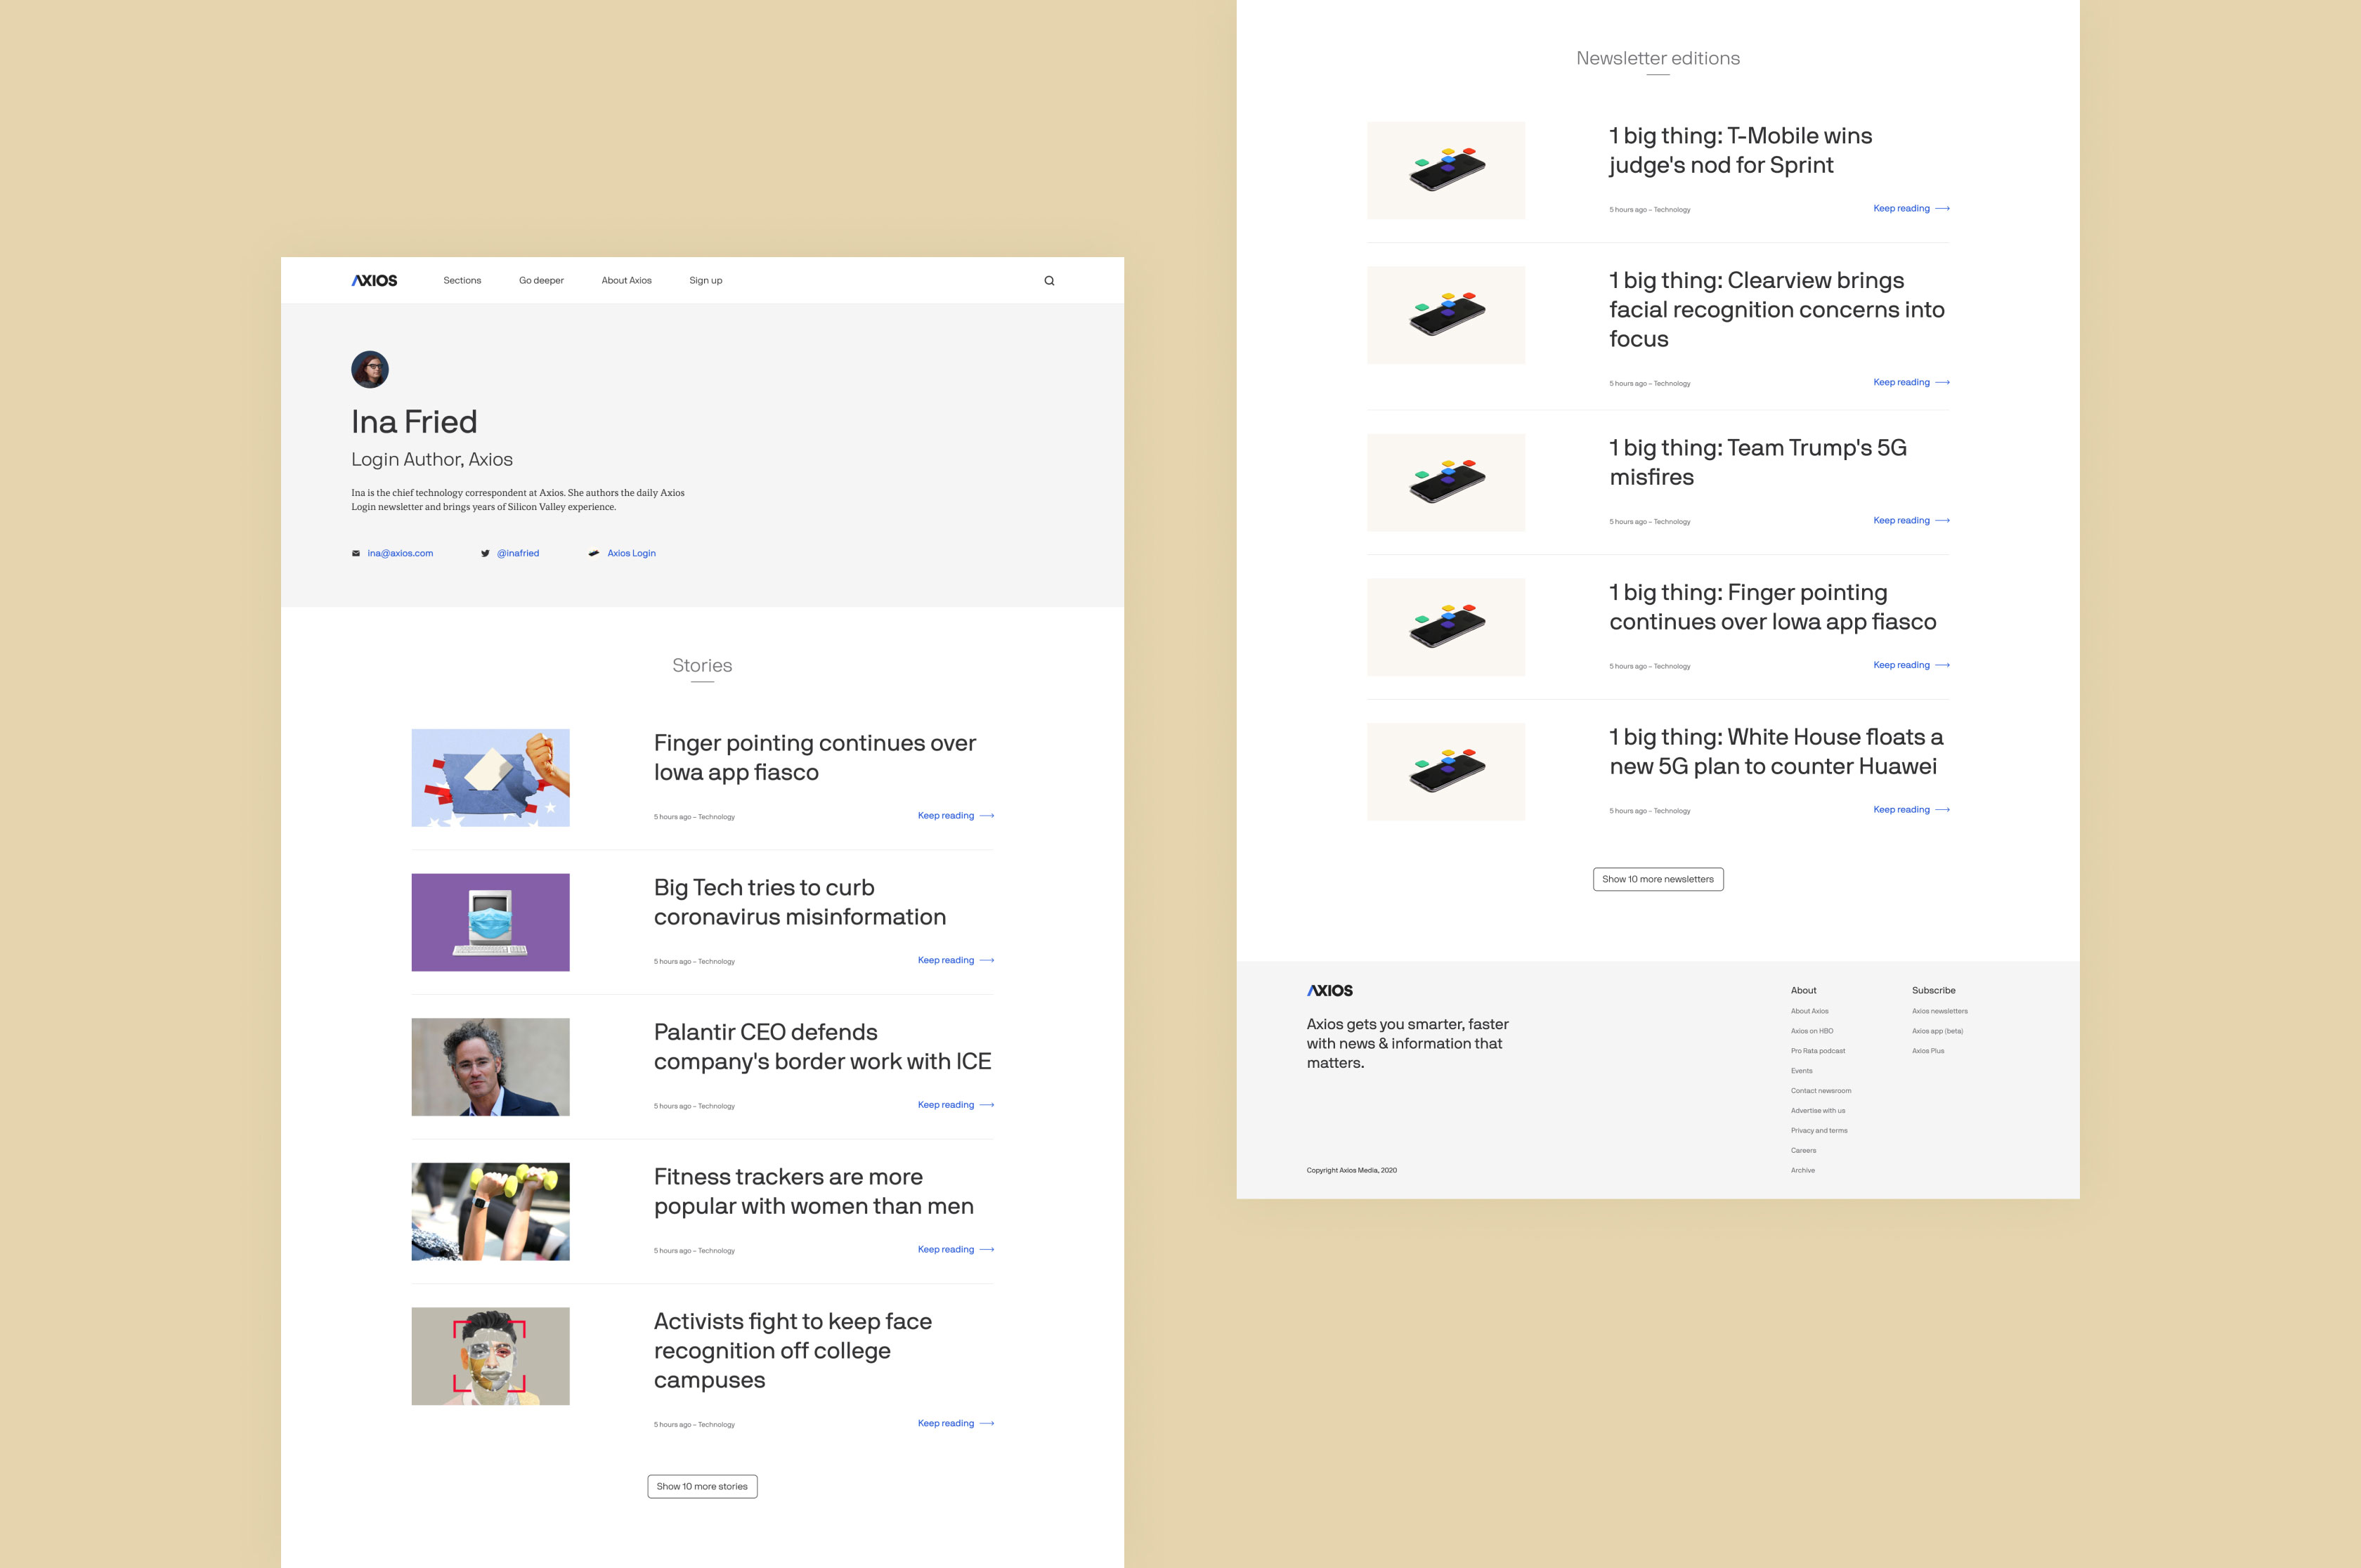 AXIOS
Sections
Go deeper
About Axios
Sign up
Ina Fried
Login Author, Axios
Ina is the chief technology correspondent at Axios. She authors the daily Axios
Login newsletter and brings years of Silicon Valley experience.
ina@axios.com
@inafried
Axios Login
Stories
Finger pointing continues over
Iowa app fiasco
5 hours ago – Technology
Keep reading
Big Tech tries to curb
coronavirus misinformation
5 hours ago – Technology
Keep reading
Palantir CEO defends
company's border work with ICE
5 hours ago – Technology
Keep reading
Fitness trackers are more
popular with women than men
5 hours ago – Technology
Keep reading
Activists fight to keep face
recognition off college
campuses
5 hours ago – Technology
Keep reading
Show 10 more stories
Newsletter editions
1 big thing: T-Mobile wins
judge's nod for Sprint
5 hours ago – Technology
Keep reading
1 big thing: Clearview brings
facial recognition concerns into
focus
5 hours ago – Technology
Keep reading
1 big thing: Team Trump's 5G
misfires
5 hours ago – Technology
Keep reading
1 big thing: Finger pointing
continues over Iowa app fiasco
5 hours ago – Technology
Keep reading
1 big thing: White House floats a
new 5G plan to counter Huawei
5 hours ago – Technology
Keep reading
Show 10 more newsletters
AXIOS
Axios gets you smarter, faster
with news & information that
matters.
Copyright Axios Media, 2020
About
About Axios
Axios on HBO
Pro Rata podcast
Events
Contact newsroom
Advertise with us
Privacy and terms
Careers
Archive
Subscribe
Axios newsletters
Axios app (beta)
Axios Plus